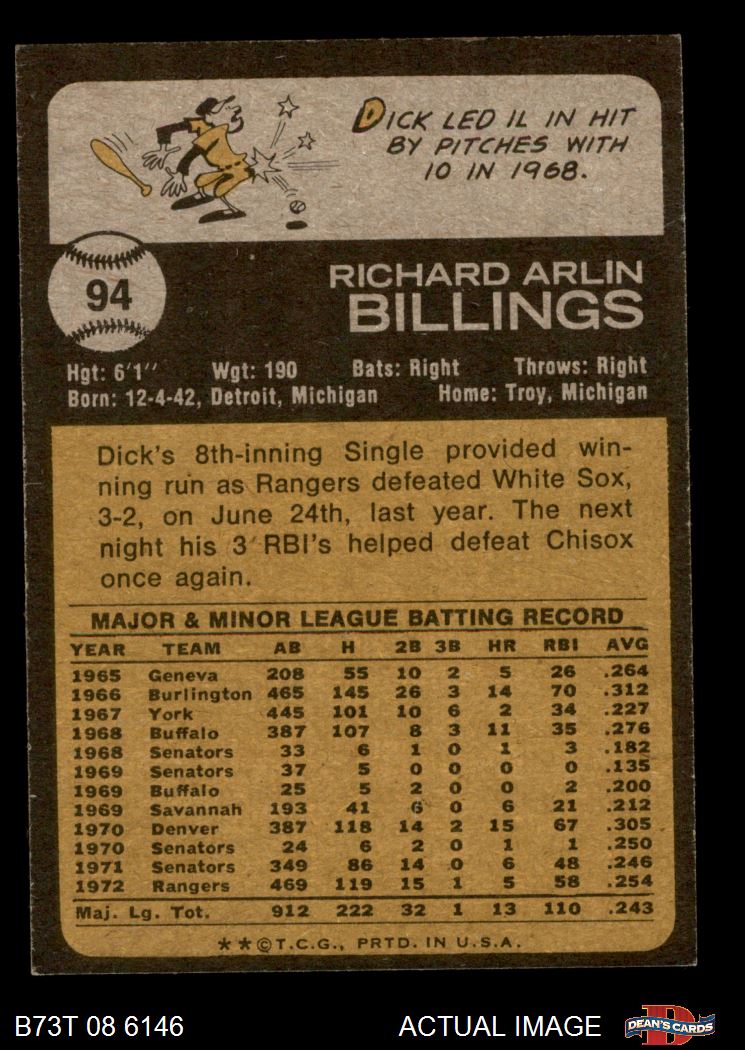 DICK LED IL IN HIT
BY PITCHES WITH
10 IN 1968.
94
RICHARD ARLIN
BILLINGS
Hgt: 6'1" Wgt: 190 Bats: Right Throws: Right
Born: 12-4-42, Detroit, Michigan Home: Troy, Michigan
Dick's 8th-inning Single provided win-
ning run as Rangers defeated White Sox,
3-2, on June 24th, last year. The next
night his 3 RBI's helped defeat Chisox
once again.
MAJOR & MINOR LEAGUE BATTING RECORD
YEAR TEAM AB H 2B 3B HR RBI AVG
1965 Geneva 208 55 10 2 5 26 .264
1966 Burlington 465 145 26 3 14 70 .312
1967 York 445 101 10 6 2 34 .227
1968 Buffalo 387 107 8 3 11 35 .276
1968 Senators 33 6 1 0 1 3 .182
1969 Senators 37 5 0 0 0 0 .135
1969 Buffalo 25 5 2 0 0 2 .200
1969 Savannah 193 41 6 0 6 21 .212
1970 Denver 387 118 14 2 15 67 .305
1970 Senators 24 6 2 0 1 1 .250
1971 Senators 349 86 14 0 6 48 .246
1972 Rangers 469 119 15 1 5 58 .254
Maj. Lg. Tot. 912 222 32 1 13 110 .243
★★©T.C.G., PRTD. IN U.S.A.
B73T 08 6146 ACTUAL IMAGE DEAN'S CARDS